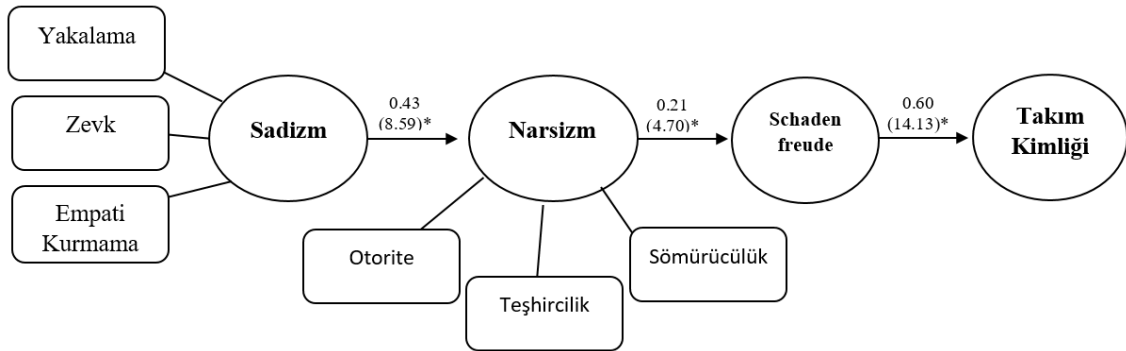 Yakalama
Zevk
Empati
Kurmama
Sadizm
0.43
(8.59)*
Narsizm
0.21
(4.70)*
Schaden
freude
0.60
(14.13)*
Takım
Kimliği
Otorite
Teşhircilik
Sömürücülük